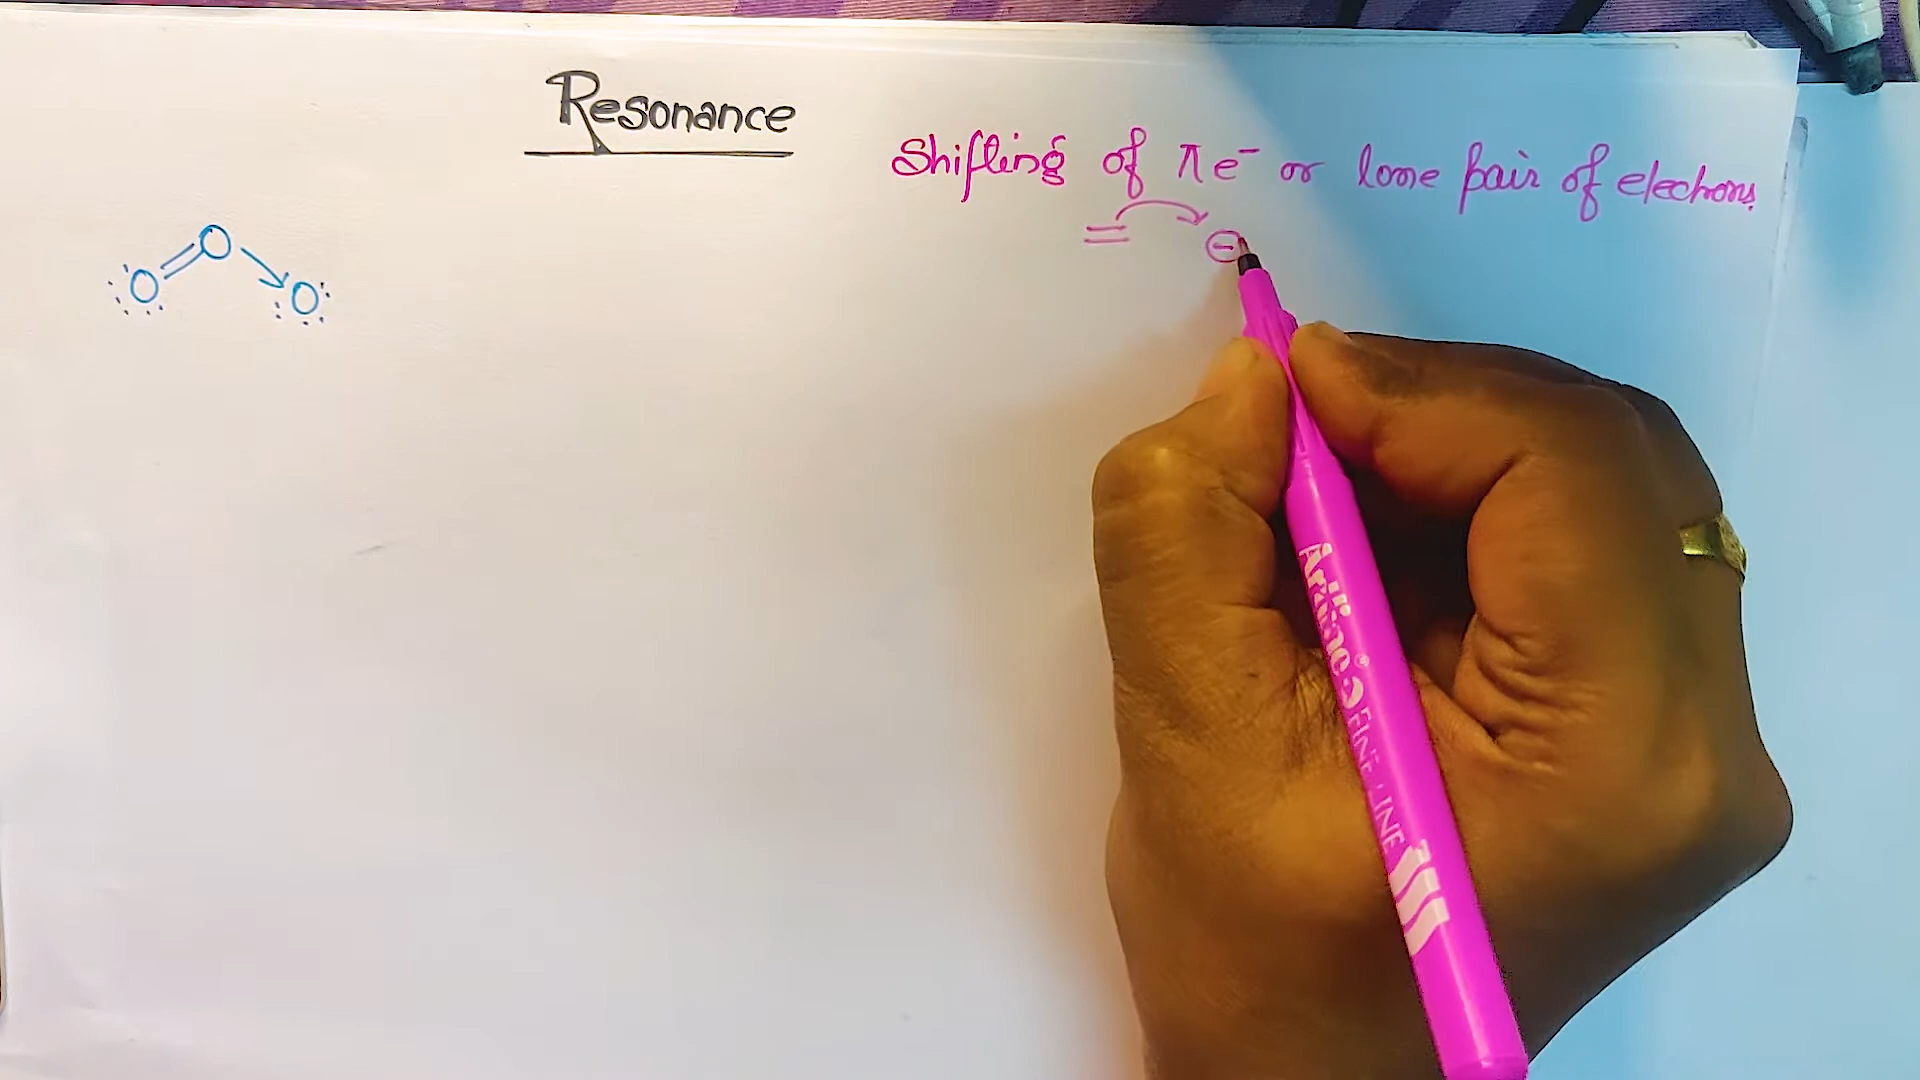 Resonance
Shifting of π e⁻ or lone pair of electrons.
= ⊖
O=O→O
Artline® FINE LINE